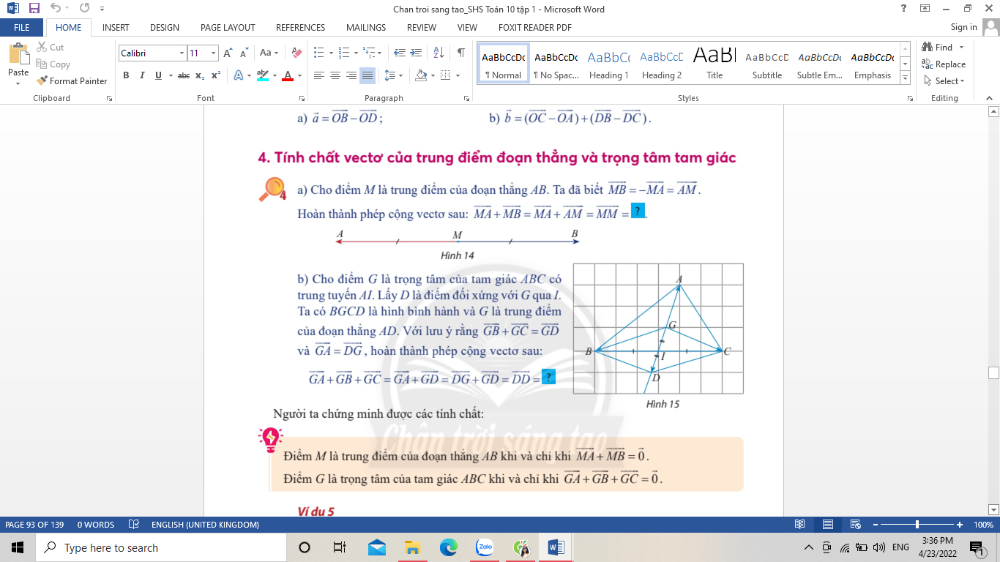 Chan troi sang tao_SHS Toán 10 tập 1 - Microsoft Word
FILE HOME INSERT DESIGN PAGE LAYOUT REFERENCES MAILINGS REVIEW VIEW FOXIT READER PDF Sign in
Paste Cut Copy Format Painter
Calibri 11
AaBbCcDc AaBbCcDc AaBbCc AaBbCcD AaBl AaBbCcD AaBbCcDc AaBbCcDc
¶ Normal ¶ No Spac... Heading 1 Heading 2 Title Subtitle Subtle Em... Emphasis
Find Replace Select
Clipboard Font Paragraph Styles Editing
a) $\vec{a} = \overrightarrow{OB} - \overrightarrow{OD}$; b) $\vec{b} = (\overrightarrow{OC} - \overrightarrow{OA}) + (\overrightarrow{DB} - \overrightarrow{DC})$.
4. Tính chất vectơ của trung điểm đoạn thẳng và trọng tâm tam giác
4
a) Cho điểm M là trung điểm của đoạn thẳng AB. Ta đã biết $\overrightarrow{MB} = -\overrightarrow{MA} = \overrightarrow{AM}$.
Hoàn thành phép cộng vectơ sau: $\overrightarrow{MA} + \overrightarrow{MB} = \overrightarrow{MA} + \overrightarrow{AM} = \overrightarrow{MM} =$ ?.
A M B
Hình 14
b) Cho điểm G là trọng tâm của tam giác ABC có
trung tuyến AI. Lấy D là điểm đối xứng với G qua I.
Ta có BGCD là hình bình hành và G là trung điểm
của đoạn thẳng AD. Với lưu ý rằng $\overrightarrow{GB} + \overrightarrow{GC} = \overrightarrow{GD}$
và $\overrightarrow{GA} = \overrightarrow{DG}$, hoàn thành phép cộng vectơ sau:
$\overrightarrow{GA} + \overrightarrow{GB} + \overrightarrow{GC} = \overrightarrow{GA} + \overrightarrow{GD} = \overrightarrow{DG} + \overrightarrow{GD} = \overrightarrow{DD} =$ ?
A
G
B I C
D
Hình 15
Người ta chứng minh được các tính chất:
Chân trời sáng tạo
Điểm M là trung điểm của đoạn thẳng AB khi và chỉ khi $\overrightarrow{MA} + \overrightarrow{MB} = \vec{0}$.
Điểm G là trọng tâm của tam giác ABC khi và chỉ khi $\overrightarrow{GA} + \overrightarrow{GB} + \overrightarrow{GC} = \vec{0}$.
Ví dụ 5
PAGE 93 OF 139 0 WORDS ENGLISH (UNITED KINGDOM) 100%
Type here to search Zalo ENG 3:36 PM
4/23/2022 1